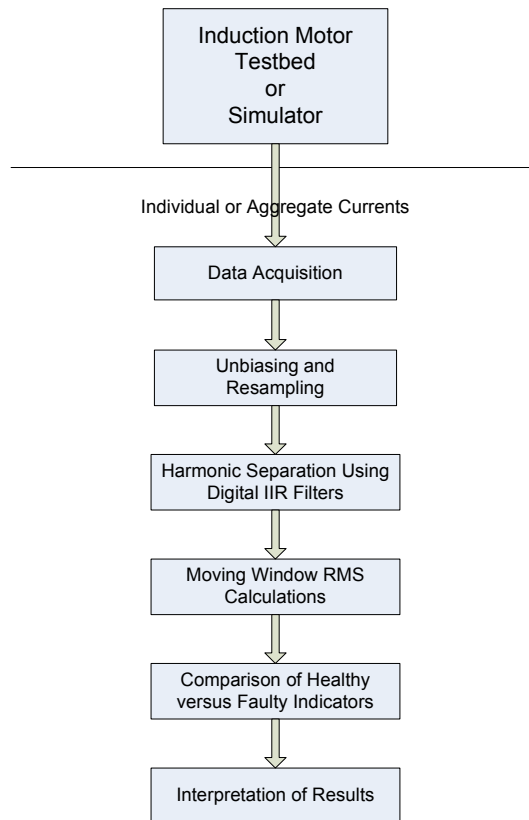 Induction Motor
Testbed
or
Simulator
Individual or Aggregate Currents
Data Acquisition
Unbiasing and
Resampling
Harmonic Separation Using
Digital IIR Filters
Moving Window RMS
Calculations
Comparison of Healthy
versus Faulty Indicators
Interpretation of Results